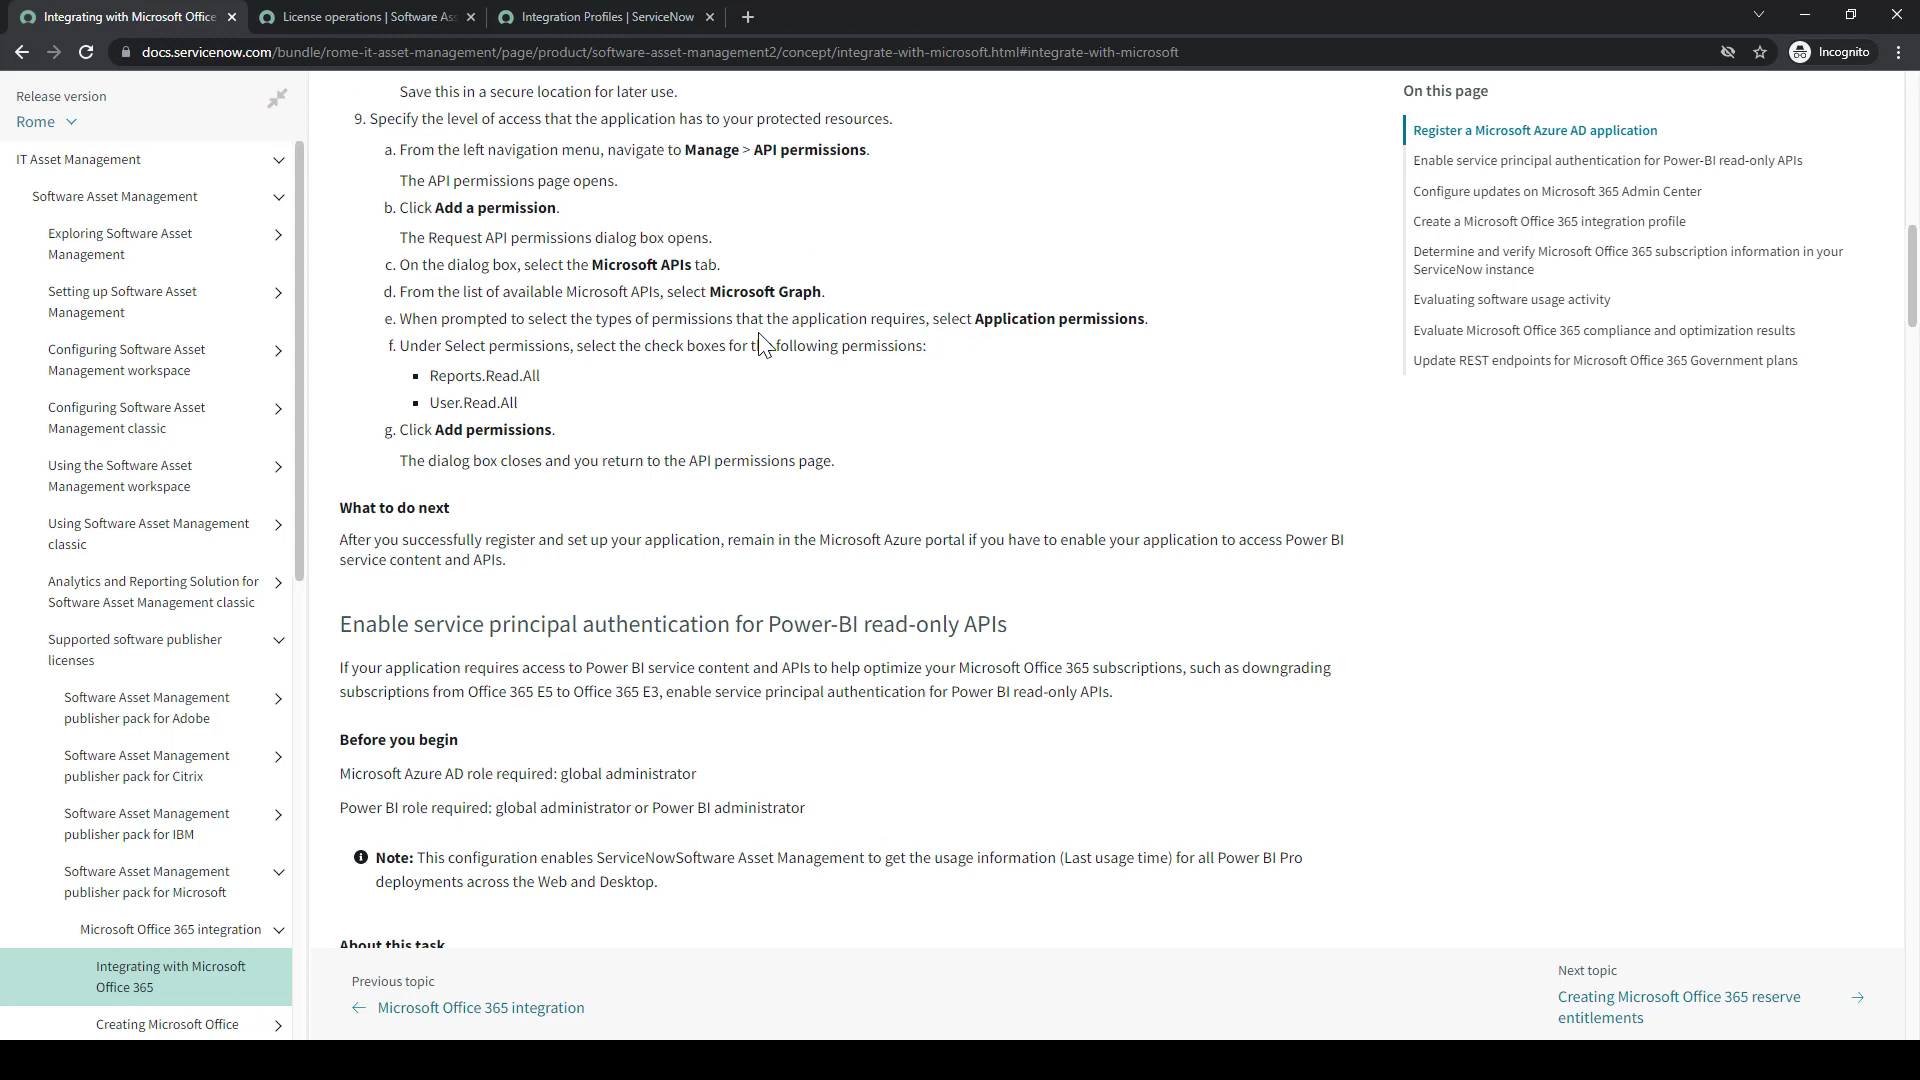 Integrating with Microsoft Office
License operations | Software Ass
Integration Profiles | ServiceNow
docs.servicenow.com/bundle/rome-it-asset-management/page/product/software-asset-management2/concept/integrate-with-microsoft.html#integrate-with-microsoft
Incognito
Release version
Rome
IT Asset Management
Software Asset Management
Exploring Software Asset
Management
Setting up Software Asset
Management
Configuring Software Asset
Management workspace
Configuring Software Asset
Management classic
Using the Software Asset
Management workspace
Using Software Asset Management
classic
Analytics and Reporting Solution for
Software Asset Management classic
Supported software publisher
licenses
Software Asset Management
publisher pack for Adobe
Software Asset Management
publisher pack for Citrix
Software Asset Management
publisher pack for IBM
Software Asset Management
publisher pack for Microsoft
Microsoft Office 365 integration
Integrating with Microsoft
Office 365
Creating Microsoft Office
Save this in a secure location for later use.
9. Specify the level of access that the application has to your protected resources.
a. From the left navigation menu, navigate to Manage > API permissions.
The API permissions page opens.
b. Click Add a permission.
The Request API permissions dialog box opens.
c. On the dialog box, select the Microsoft APIs tab.
d. From the list of available Microsoft APIs, select Microsoft Graph.
e. When prompted to select the types of permissions that the application requires, select Application permissions.
f. Under Select permissions, select the check boxes for the following permissions:
▪ Reports.Read.All
▪ User.Read.All
g. Click Add permissions.
The dialog box closes and you return to the API permissions page.
What to do next
After you successfully register and set up your application, remain in the Microsoft Azure portal if you have to enable your application to access Power BI
service content and APIs.
Enable service principal authentication for Power-BI read-only APIs
If your application requires access to Power BI service content and APIs to help optimize your Microsoft Office 365 subscriptions, such as downgrading
subscriptions from Office 365 E5 to Office 365 E3, enable service principal authentication for Power BI read-only APIs.
Before you begin
Microsoft Azure AD role required: global administrator
Power BI role required: global administrator or Power BI administrator
Note: This configuration enables ServiceNowSoftware Asset Management to get the usage information (Last usage time) for all Power BI Pro
deployments across the Web and Desktop.
About this task
Previous topic
← Microsoft Office 365 integration
Next topic
Creating Microsoft Office 365 reserve →
entitlements
On this page
Register a Microsoft Azure AD application
Enable service principal authentication for Power-BI read-only APIs
Configure updates on Microsoft 365 Admin Center
Create a Microsoft Office 365 integration profile
Determine and verify Microsoft Office 365 subscription information in your
ServiceNow instance
Evaluating software usage activity
Evaluate Microsoft Office 365 compliance and optimization results
Update REST endpoints for Microsoft Office 365 Government plans